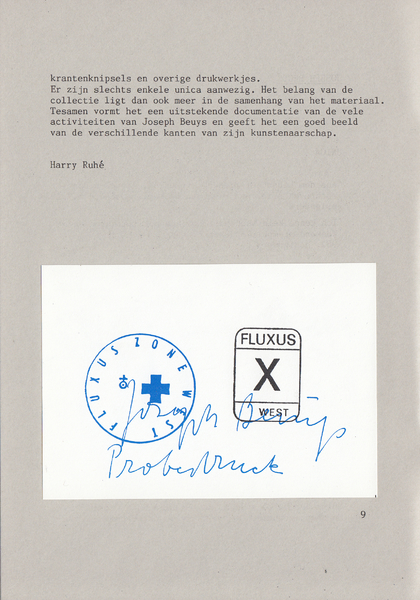 krantenknipsels en overige drukwerkjes.
Er zijn slechts enkele unica aanwezig. Het belang van de
collectie ligt dan ook meer in de samenhang van het materiaal.
Tesamen vormt het een uitstekende documentatie van de vele
activiteiten van Joseph Beuys en geeft het een goed beeld
van de verschillende kanten van zijn kunstenaarschap.
Harry Ruhé
FLUXUS ZONE WEST
FLUXUS
X
WEST
Joseph Beuys
Probedruck
9